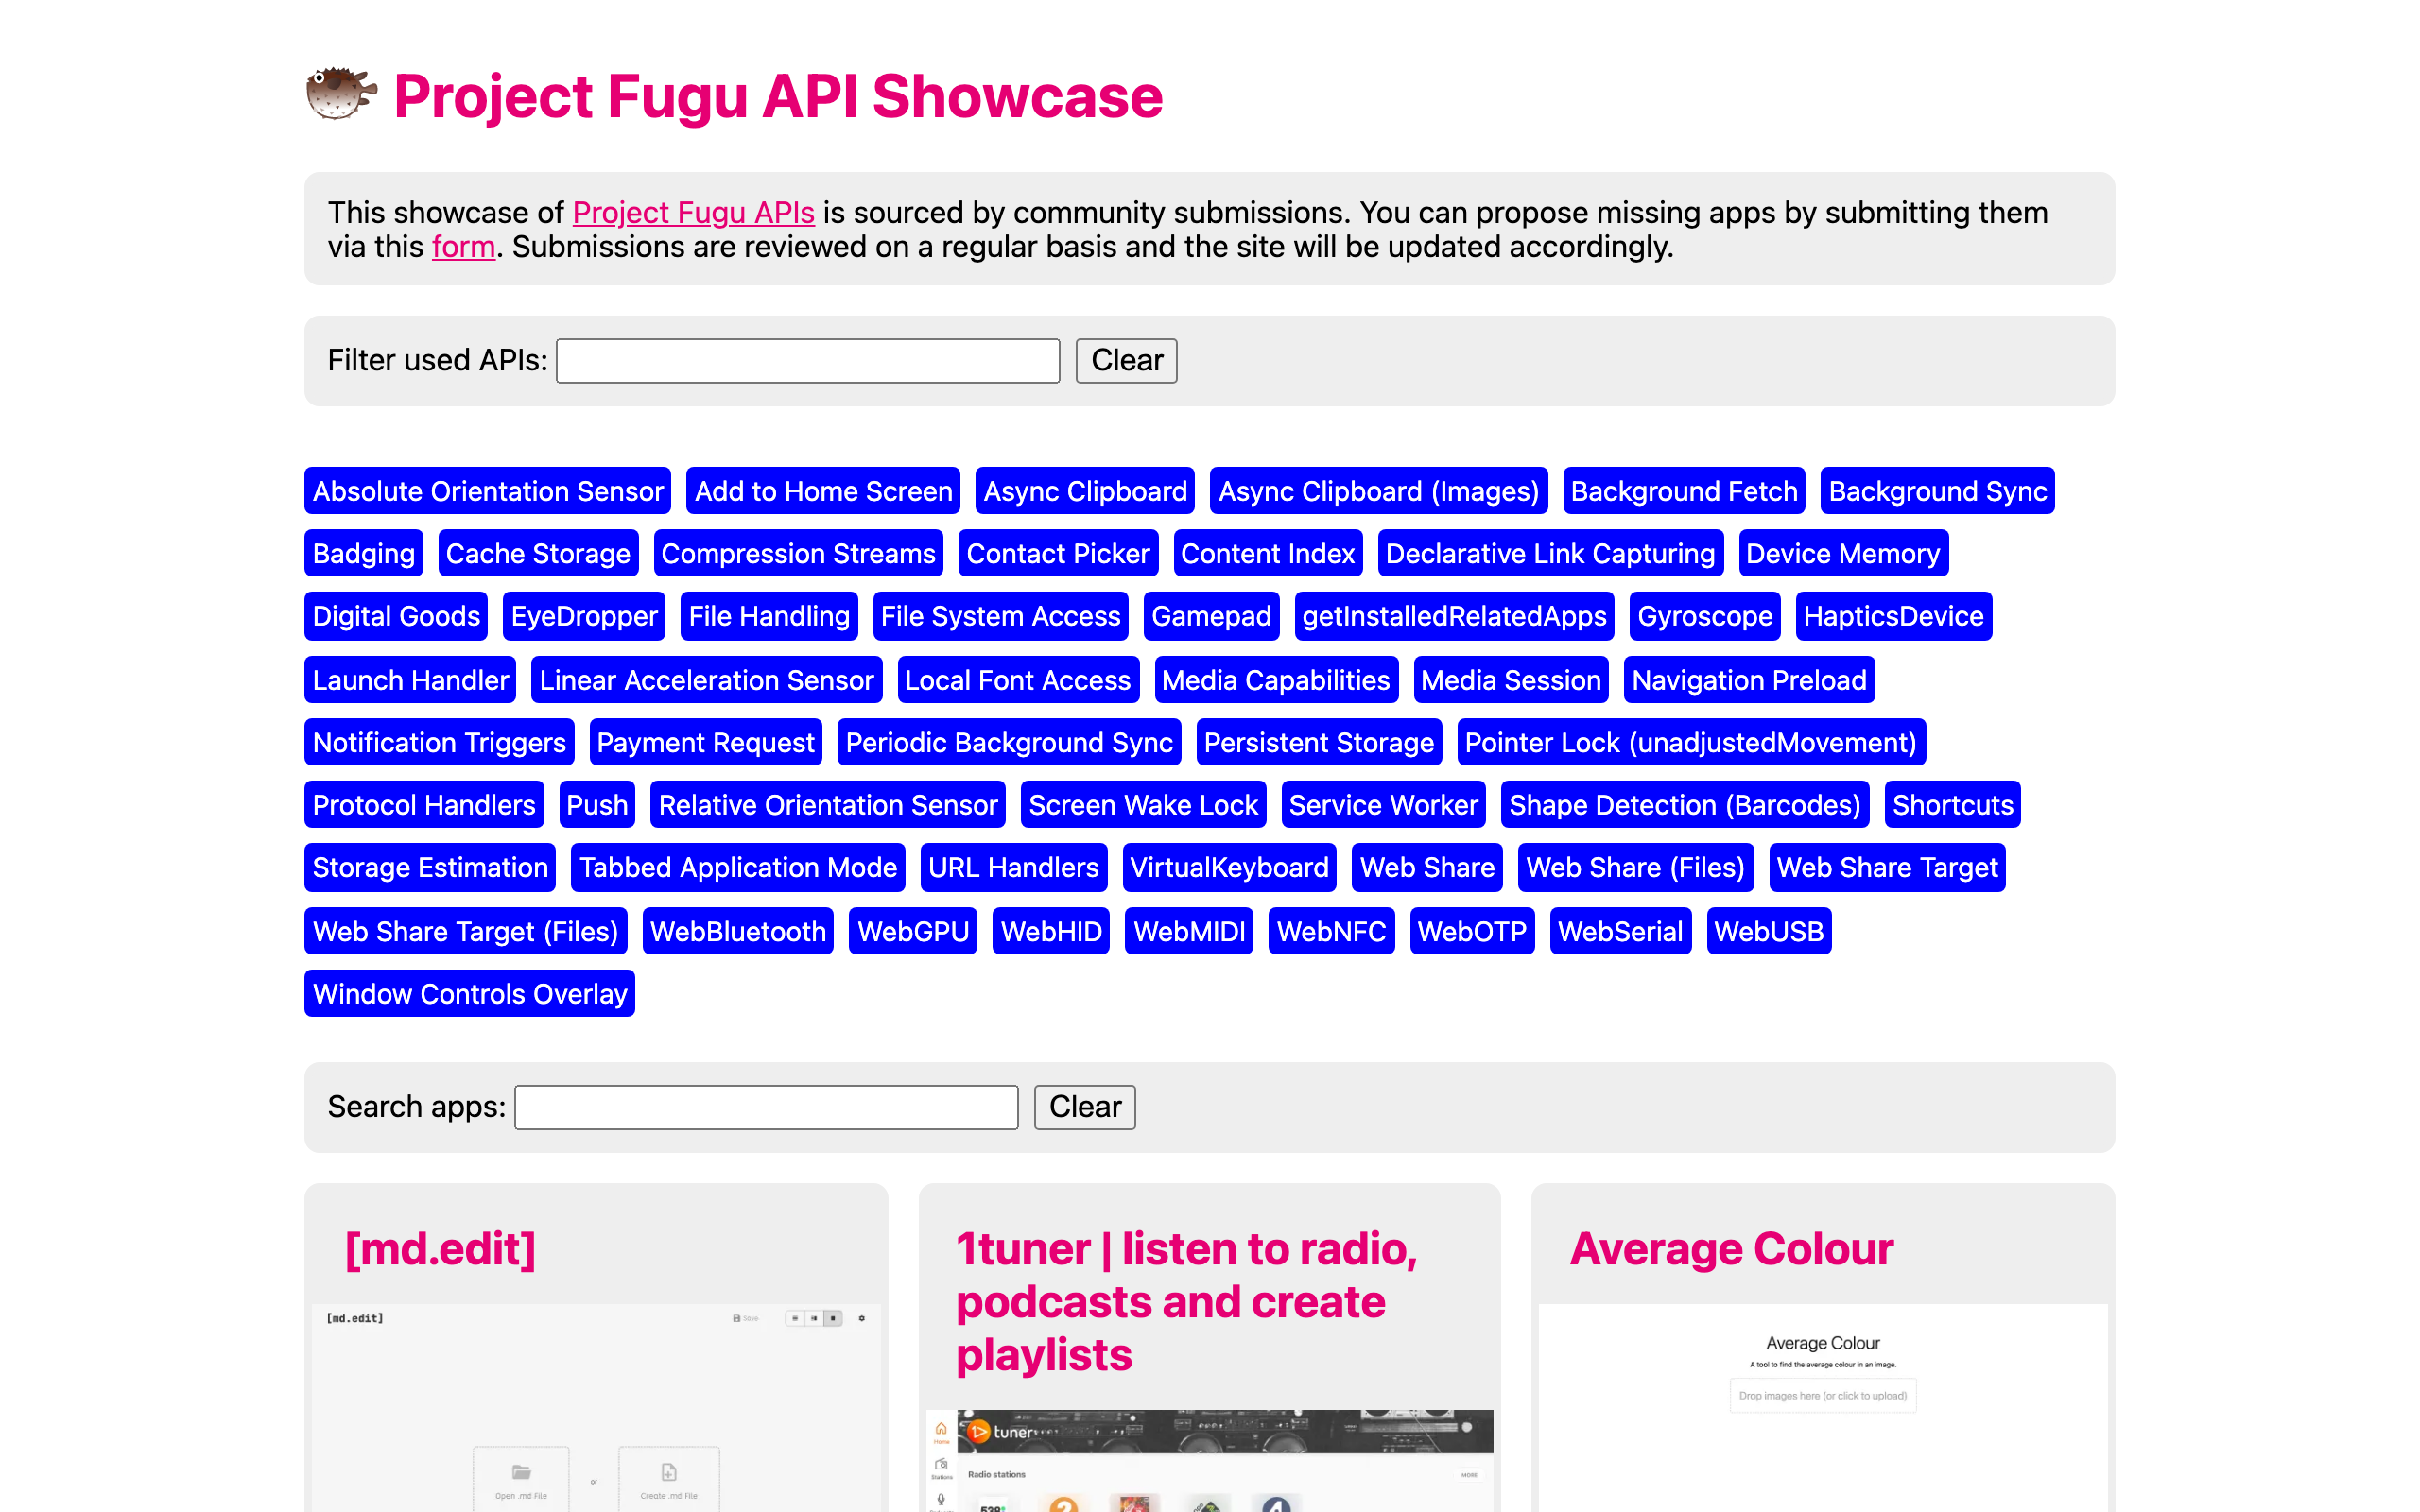 Project Fugu API Showcase
This showcase of Project Fugu APIs is sourced by community submissions. You can propose missing apps by submitting them
via this form. Submissions are reviewed on a regular basis and the site will be updated accordingly.
Filter used APIs: Clear
Absolute Orientation Sensor Add to Home Screen Async Clipboard Async Clipboard (Images) Background Fetch Background Sync
Badging Cache Storage Compression Streams Contact Picker Content Index Declarative Link Capturing Device Memory
Digital Goods EyeDropper File Handling File System Access Gamepad getInstalledRelatedApps Gyroscope HapticsDevice
Launch Handler Linear Acceleration Sensor Local Font Access Media Capabilities Media Session Navigation Preload
Notification Triggers Payment Request Periodic Background Sync Persistent Storage Pointer Lock (unadjustedMovement)
Protocol Handlers Push Relative Orientation Sensor Screen Wake Lock Service Worker Shape Detection (Barcodes) Shortcuts
Storage Estimation Tabbed Application Mode URL Handlers VirtualKeyboard Web Share Web Share (Files) Web Share Target
Web Share Target (Files) WebBluetooth WebGPU WebHID WebMIDI WebNFC WebOTP WebSerial WebUSB
Window Controls Overlay
Search apps: Clear
[md.edit]
[md.edit] Save
Open .md File or Create .md File
1tuner | listen to radio,
podcasts and create
playlists
tuner
Home
Stations
Radio stations MORE
538
Average Colour
Average Colour
A tool to find the average colour in an image.
Drop images here (or click to upload)